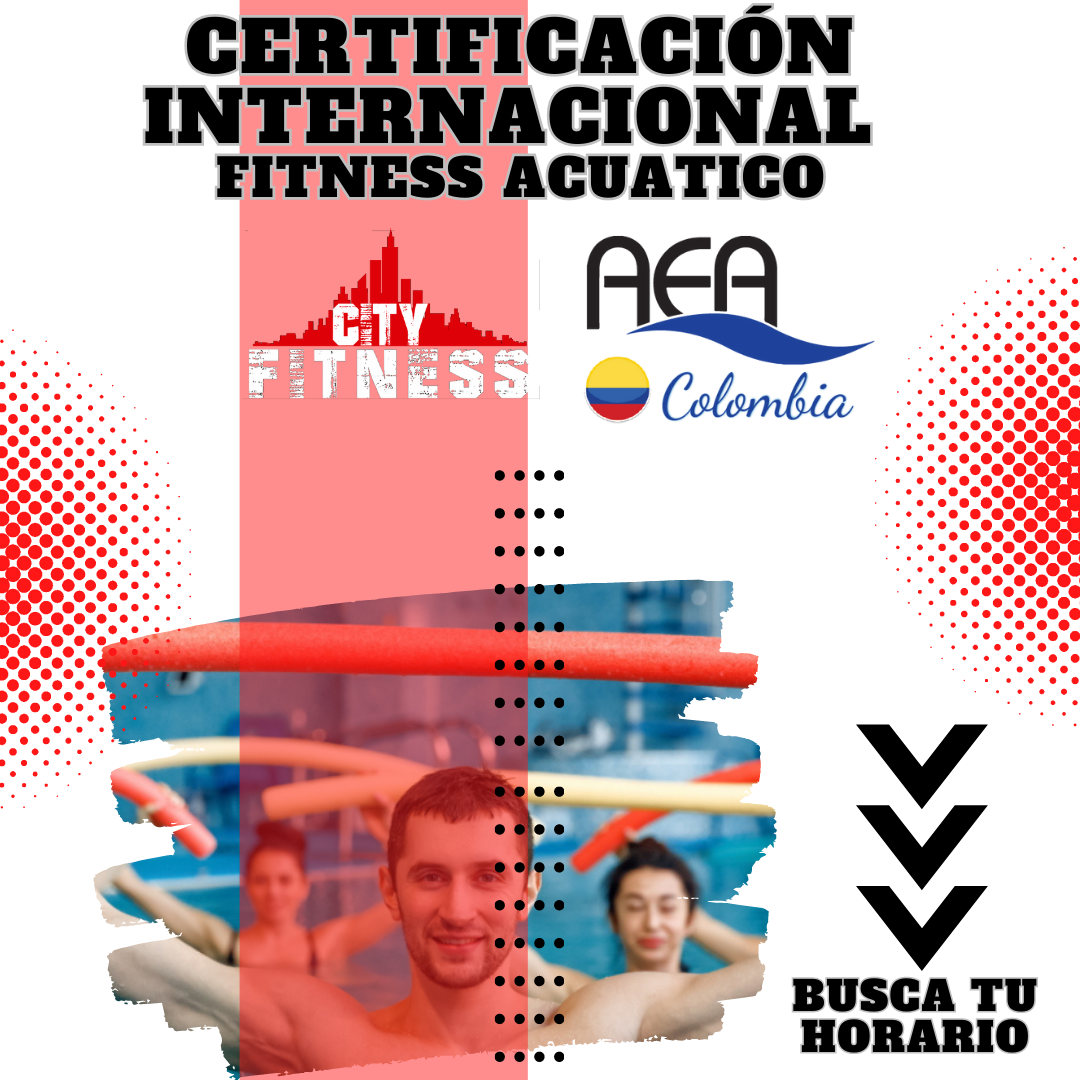 CERTIFICACIÓN
INTERNACIONAL
FITNESS ACUATICO
CITY
FITNESS
AEA
Colombia
BUSCA TU
HORARIO